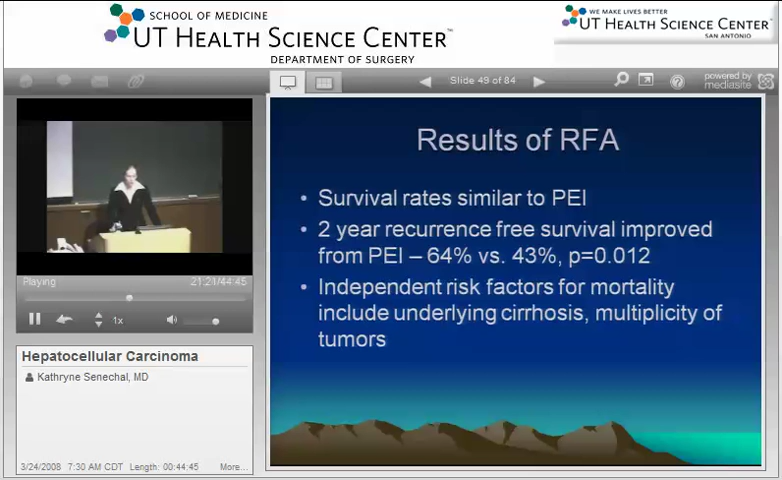 SCHOOL OF MEDICINE
UT HEALTH SCIENCE CENTER™
DEPARTMENT OF SURGERY
WE MAKE LIVES BETTER
UT HEALTH SCIENCE CENTER™
SAN ANTONIO
Slide 49 of 84
powered by
mediasite
Results of RFA
• Survival rates similar to PEI
• 2 year recurrence free survival improved
from PEI – 64% vs. 43%, p=0.012
• Independent risk factors for mortality
include underlying cirrhosis, multiplicity of
tumors
Playing
21:21/44:45
1x
Hepatocellular Carcinoma
Kathryne Senechal, MD
3/24/2008 7:30 AM CDT Length: 00:44:45 More...